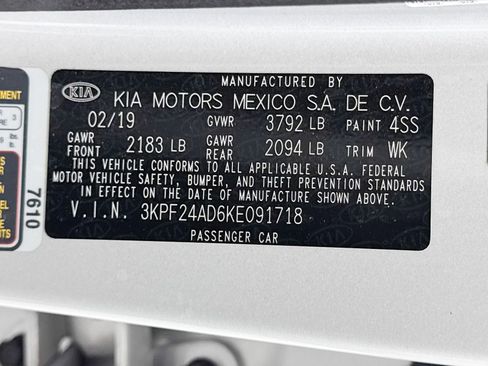 MANUFACTURED BY
KIA KIA MOTORS MEXICO S.A. DE C.V.
02/19 GVWR 3792 LB PAINT 4SS
GAWR FRONT 2183 LB GAWR REAR 2094 LB TRIM WK
THIS VEHICLE CONFORMS TO ALL APPLICABLE U.S.A. FEDERAL
MOTOR VEHICLE SAFETY, BUMPER, AND THEFT PREVENTION STANDARDS
IN EFFECT ON THE DATE OF MANUFACTURE SHOWN ABOVE.
V.I.N. 3KPF24AD6KE091718
PASSENGER CAR
7610